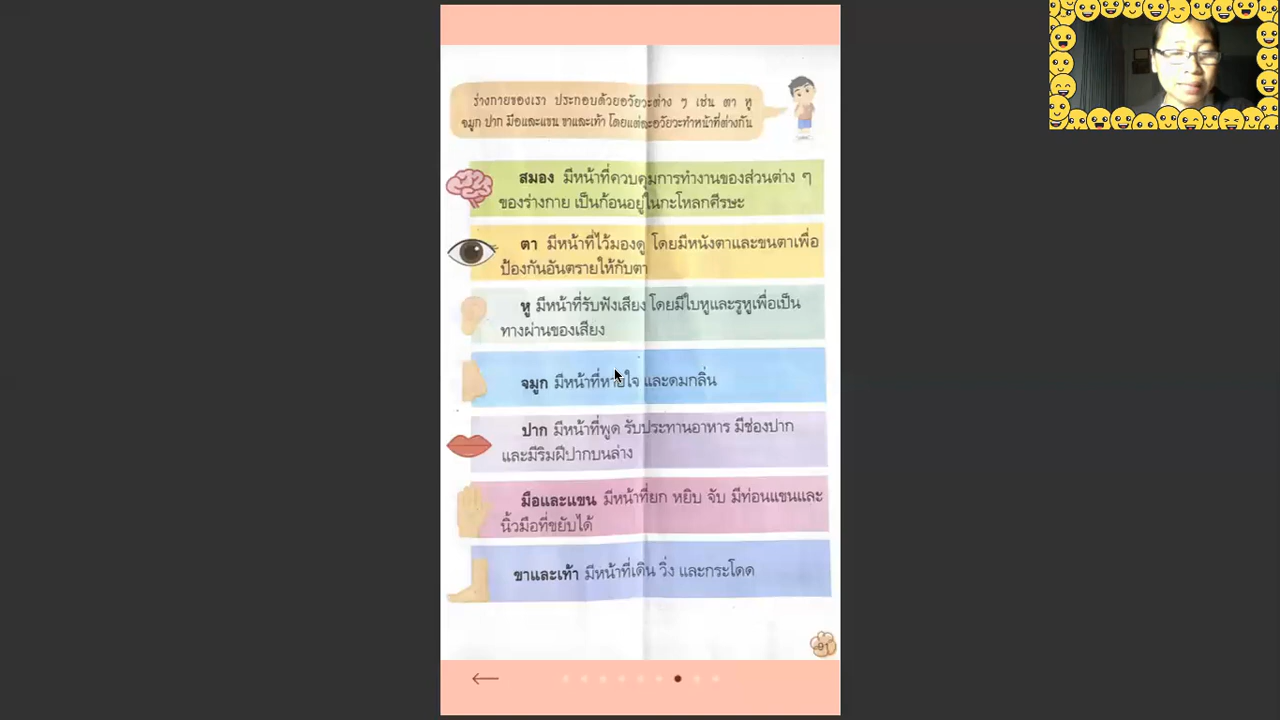 ร่างกายของเรา ประกอบด้วยอวัยวะต่าง ๆ เช่น ตา หู
จมูก ปาก มือและแขน ขาและเท้า โดยแต่ละอวัยวะทำหน้าที่ต่างกัน
สมอง มีหน้าที่ควบคุมการทำงานของส่วนต่าง ๆ
ของร่างกาย เป็นก้อนอยู่ในกะโหลกศีรษะ
ตา มีหน้าที่ไว้มองดู โดยมีหนังตาและขนตาเพื่อ
ป้องกันอันตรายให้กับตา
หู มีหน้าที่รับฟังเสียง โดยมีใบหูและรูหูเพื่อเป็น
ทางผ่านของเสียง
จมูก มีหน้าที่หายใจ และดมกลิ่น
ปาก มีหน้าที่พูด รับประทานอาหาร มีช่องปาก
และมีริมฝีปากบนล่าง
มือและแขน มีหน้าที่ยก หยิบ จับ มีท่อนแขนและ
นิ้วมือที่ขยับได้
ขาและเท้า มีหน้าที่เดิน วิ่ง และกระโดด
91